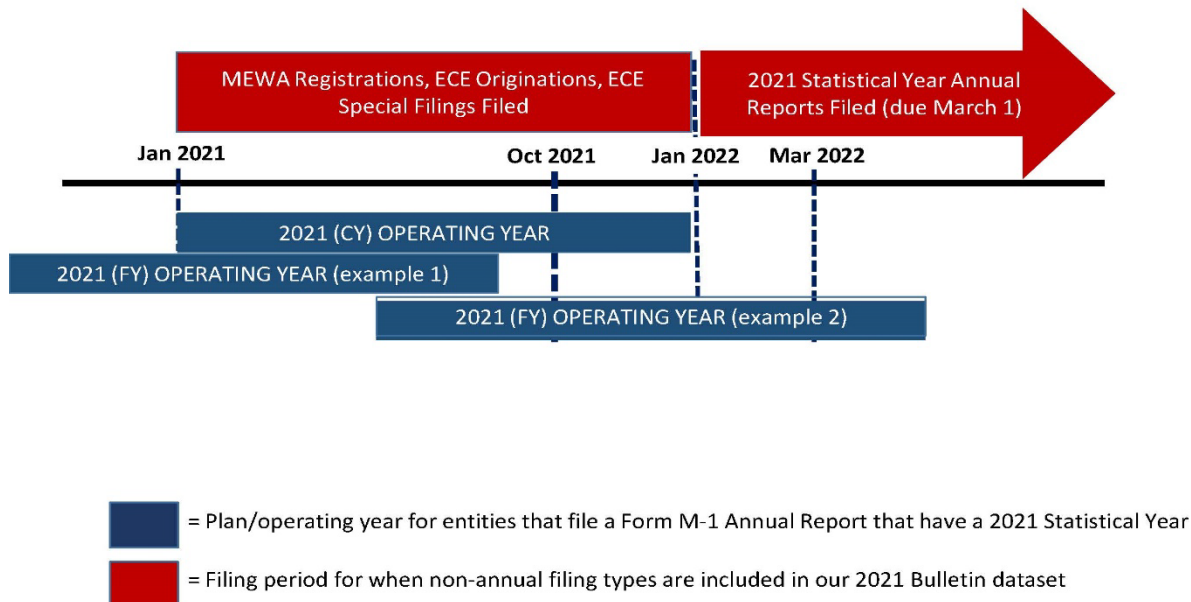 MEWA Registrations, ECE Originations, ECE
Special Filings Filed
2021 Statistical Year Annual
Reports Filed (due March 1)
Jan 2021
Oct 2021
Jan 2022
Mar 2022
2021 (CY) OPERATING YEAR
2021 (FY) OPERATING YEAR (example 1)
2021 (FY) OPERATING YEAR (example 2)
= Plan/operating year for entities that file a Form M-1 Annual Report that have a 2021 Statistical Year
= Filing period for when non-annual filing types are included in our 2021 Bulletin dataset